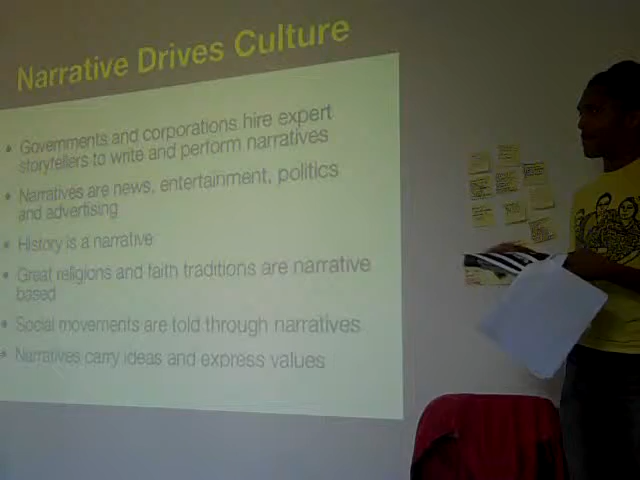 Narrative Drives Culture
• Governments and corporations hire expert
storytellers to write and perform narratives
• Narratives are news, entertainment, politics
and advertising
• History is a narrative
• Great religions and faith traditions are narrative
based
• Social movements are told through narratives
• Narratives carry ideas and express values